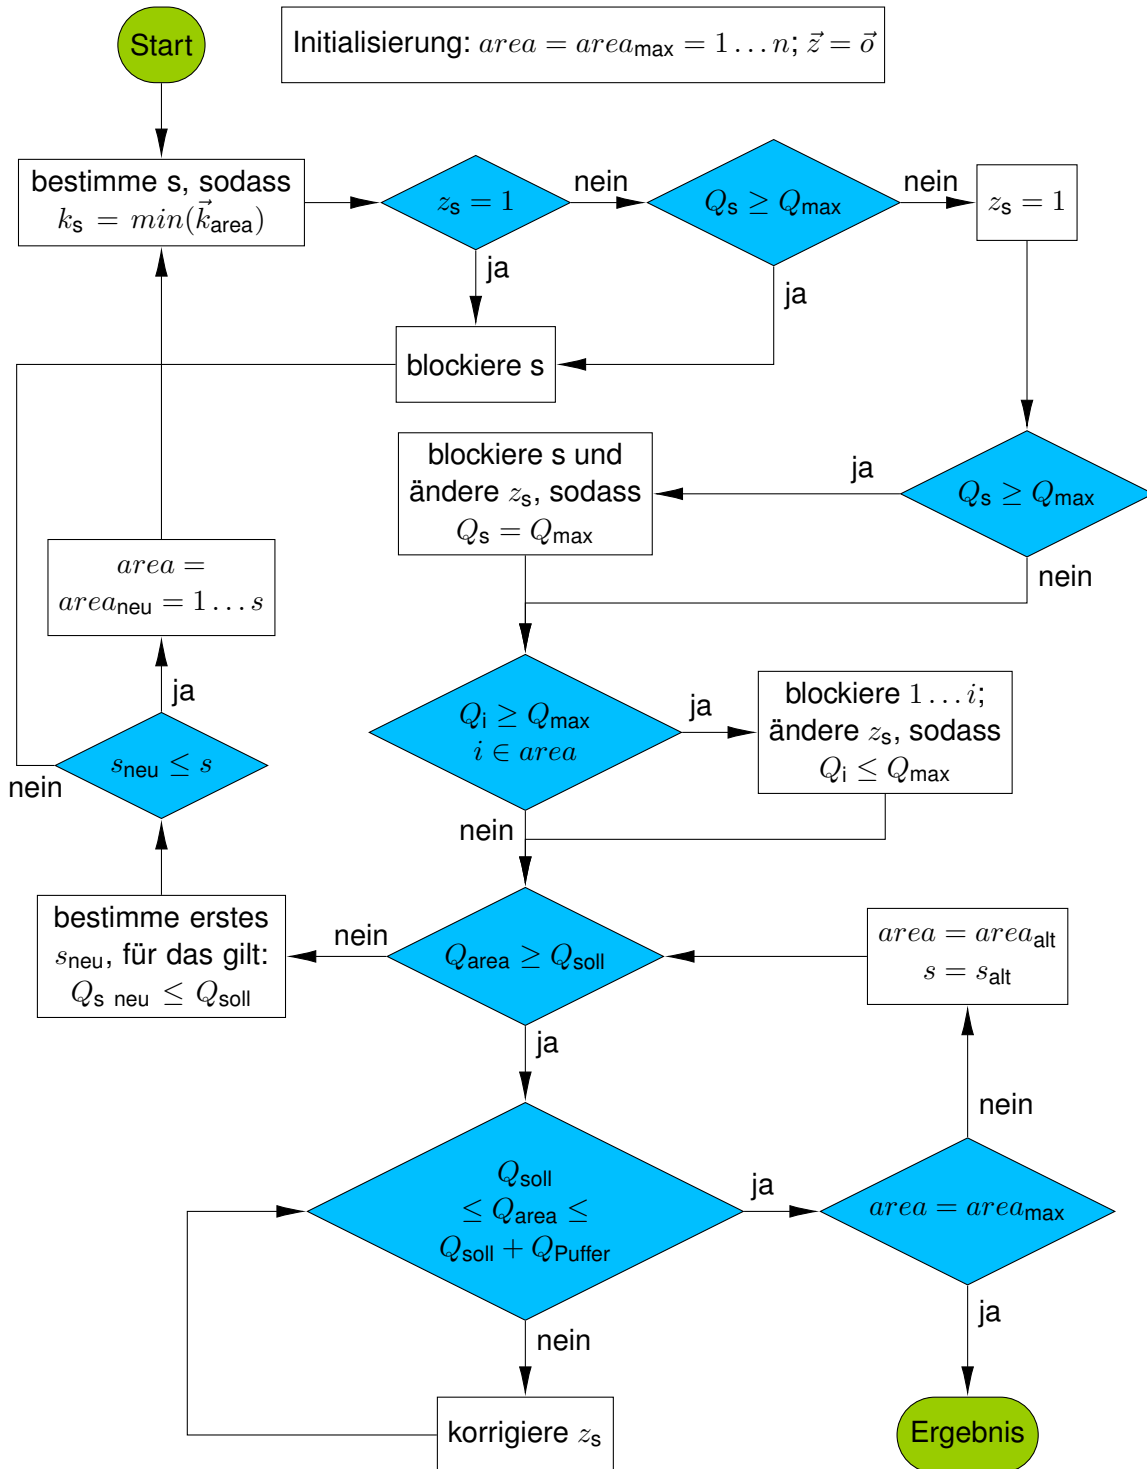 Start
Initialisierung: area = area_max = 1 … n; z⃗ = o⃗
bestimme s, sodass
k_s = min(k⃗_area)
z_s = 1
nein
Q_s ≥ Q_max
nein
z_s = 1
ja
ja
blockiere s
blockiere s und
ändere z_s, sodass
Q_s = Q_max
ja
Q_s ≥ Q_max
nein
area =
area_neu = 1 … s
ja
s_neu ≤ s
nein
Q_i ≥ Q_max
i ∈ area
ja
blockiere 1 … i;
ändere z_s, sodass
Q_i ≤ Q_max
nein
bestimme erstes
s_neu, für das gilt:
Q_s neu ≤ Q_soll
nein
Q_area ≥ Q_soll
area = area_alt
s = s_alt
ja
nein
Q_soll
≤ Q_area ≤
Q_soll + Q_Puffer
ja
area = area_max
nein
ja
korrigiere z_s
Ergebnis